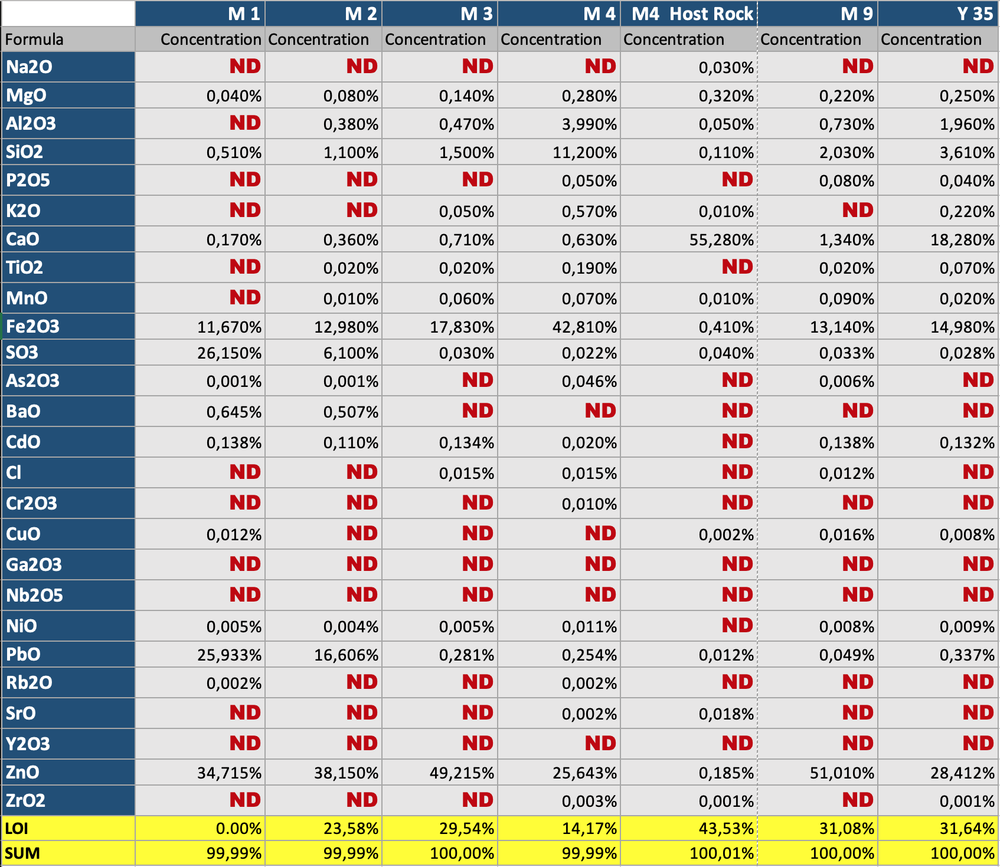 M 1 M 2 M 3 M 4 M4 Host Rock M 9 Y 35
Formula Concentration Concentration Concentration Concentration Concentration Concentration Concentration
Na2O ND ND ND ND 0,030% ND ND
MgO 0,040% 0,080% 0,140% 0,280% 0,320% 0,220% 0,250%
Al2O3 ND 0,380% 0,470% 3,990% 0,050% 0,730% 1,960%
SiO2 0,510% 1,100% 1,500% 11,200% 0,110% 2,030% 3,610%
P2O5 ND ND ND 0,050% ND 0,080% 0,040%
K2O ND ND 0,050% 0,570% 0,010% ND 0,220%
CaO 0,170% 0,360% 0,710% 0,630% 55,280% 1,340% 18,280%
TiO2 ND 0,020% 0,020% 0,190% ND 0,020% 0,070%
MnO ND 0,010% 0,060% 0,070% 0,010% 0,090% 0,020%
Fe2O3 11,670% 12,980% 17,830% 42,810% 0,410% 13,140% 14,980%
SO3 26,150% 6,100% 0,030% 0,022% 0,040% 0,033% 0,028%
As2O3 0,001% 0,001% ND 0,046% ND 0,006% ND
BaO 0,645% 0,507% ND ND ND ND ND
CdO 0,138% 0,110% 0,134% 0,020% ND 0,138% 0,132%
Cl ND ND 0,015% 0,015% ND 0,012% ND
Cr2O3 ND ND ND 0,010% ND ND ND
CuO 0,012% ND ND ND 0,002% 0,016% 0,008%
Ga2O3 ND ND ND ND ND ND ND
Nb2O5 ND ND ND ND ND ND ND
NiO 0,005% 0,004% 0,005% 0,011% ND 0,008% 0,009%
PbO 25,933% 16,606% 0,281% 0,254% 0,012% 0,049% 0,337%
Rb2O 0,002% ND ND 0,002% ND ND ND
SrO ND ND ND 0,002% 0,018% ND ND
Y2O3 ND ND ND ND ND ND ND
ZnO 34,715% 38,150% 49,215% 25,643% 0,185% 51,010% 28,412%
ZrO2 ND ND ND 0,003% 0,001% ND 0,001%
LOI 0.00% 23,58% 29,54% 14,17% 43,53% 31,08% 31,64%
SUM 99,99% 99,99% 100,00% 99,99% 100,01% 100,00% 100,00%